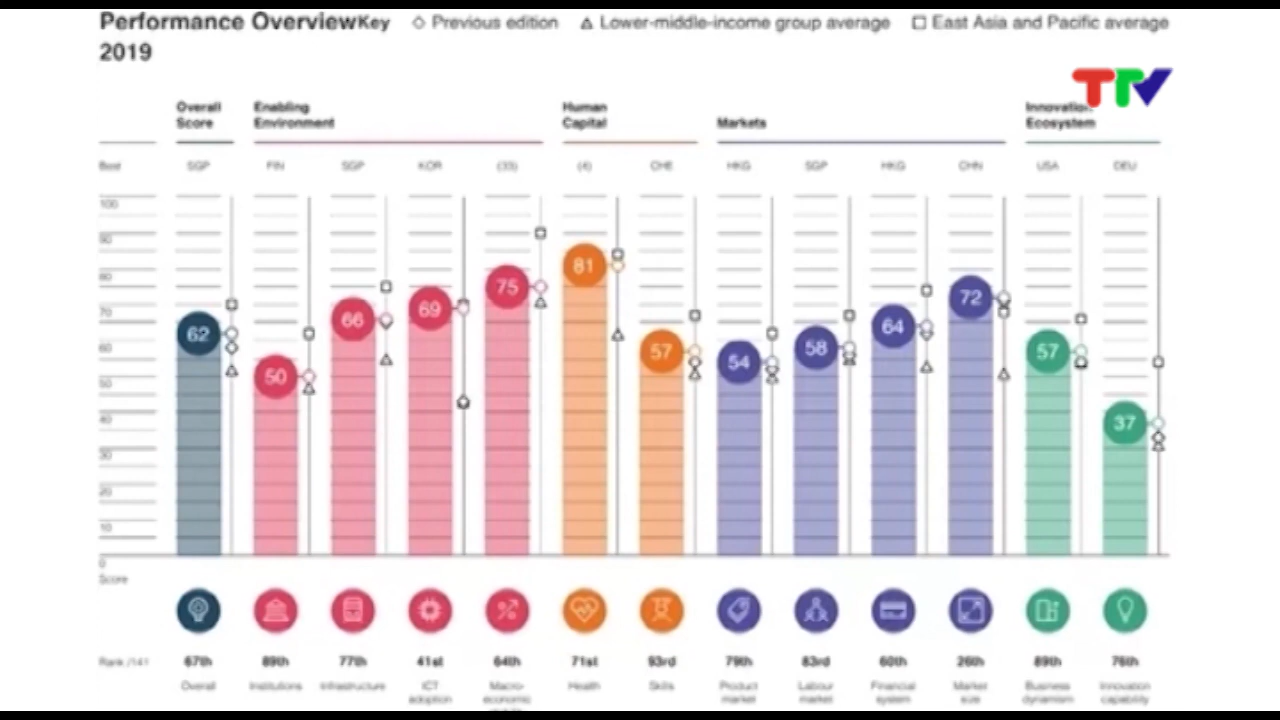 Performance Overview Key ◇ Previous edition △ Lower-middle-income group average □ East Asia and Pacific average
2019
TTV
Overall Score
Enabling Environment
Human Capital
Markets
Innovation Ecosystem
Best SGP FIN SGP KOR (33) (4) CHE HKG SGP HKG CHN USA DEU
100
90
80
70
60
50
40
30
20
10
0
Score
62 50 66 69 75 81 57 54 58 64 72 57 37
Rank /141 67th 89th 77th 41st 64th 71st 93rd 79th 83rd 60th 26th 89th 76th
Overall Institutions Infrastructure ICT adoption Macro-economic Health Skills Product market Labour market Financial system Market size Business dynamism Innovation capability